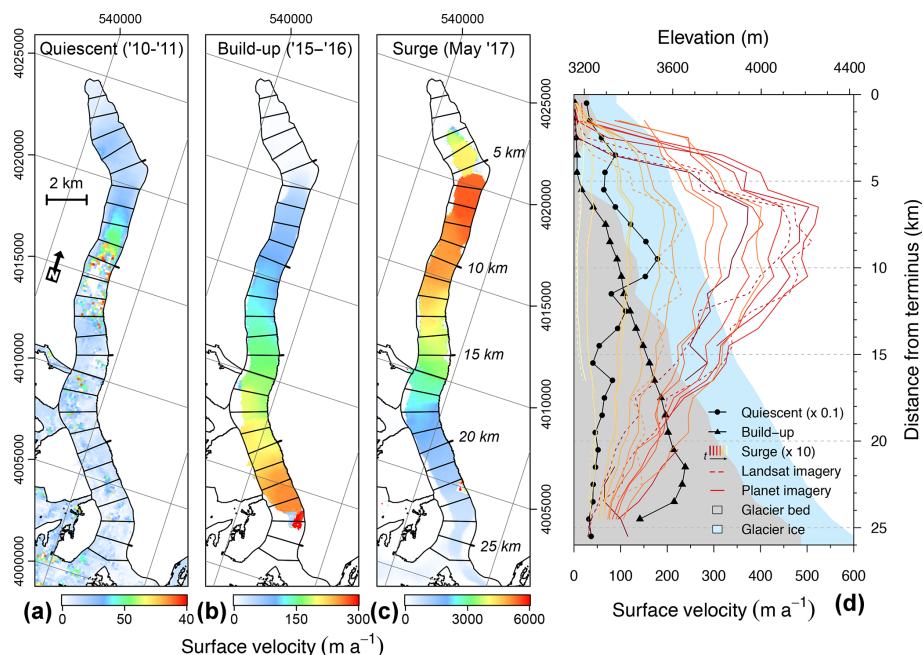 540000 540000 540000
Elevation (m)
3200 3400 3600 3800 4000 4200 4400
Quiescent ('10-'11) Build-up ('15–'16) Surge (May '17)
4025000 4020000 4015000 4010000 4005000 4000000
2 km
N
5 km
10 km
15 km
20 km
25 km
4025000 4020000 4015000 4010000 4005000
0
5
10
15
20
25
Distance from terminus (km)
Quiescent (x 0.1)
Build−up
t Surge (x 10)
Landsat imagery
Planet imagery
Glacier bed
Glacier ice
(a) 0 50 40
(b) 0 150 300
(c) 0 3000 6000
0 100 200 300 400 500 600
Surface velocity (m a⁻¹)
Surface velocity (m a⁻¹) (d)